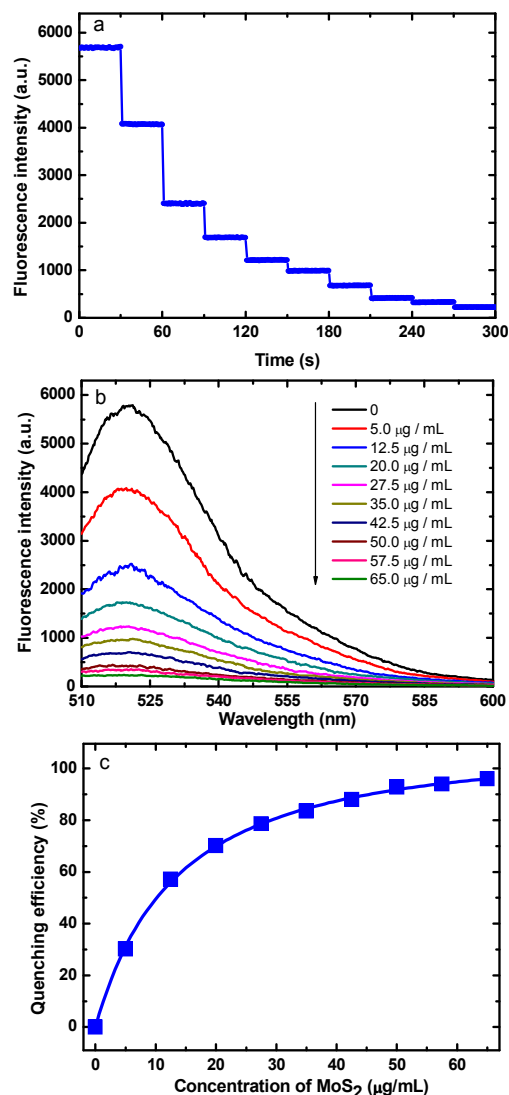 a
6000
5000
4000
3000
2000
1000
0
Fluorescence intensity (a.u.)
0 60 120 180 240 300
Time (s)
b
6000
5000
4000
3000
2000
1000
0
Fluorescence intensity (a.u.)
0
5.0 μg / mL
12.5 μg / mL
20.0 μg / mL
27.5 μg / mL
35.0 μg / mL
42.5 μg / mL
50.0 μg / mL
57.5 μg / mL
65.0 μg / mL
510 525 540 555 570 585 600
Wavelength (nm)
c
100
80
60
40
20
0
Quenching efficiency (%)
0 10 20 30 40 50 60
Concentration of MoS₂ (μg/mL)